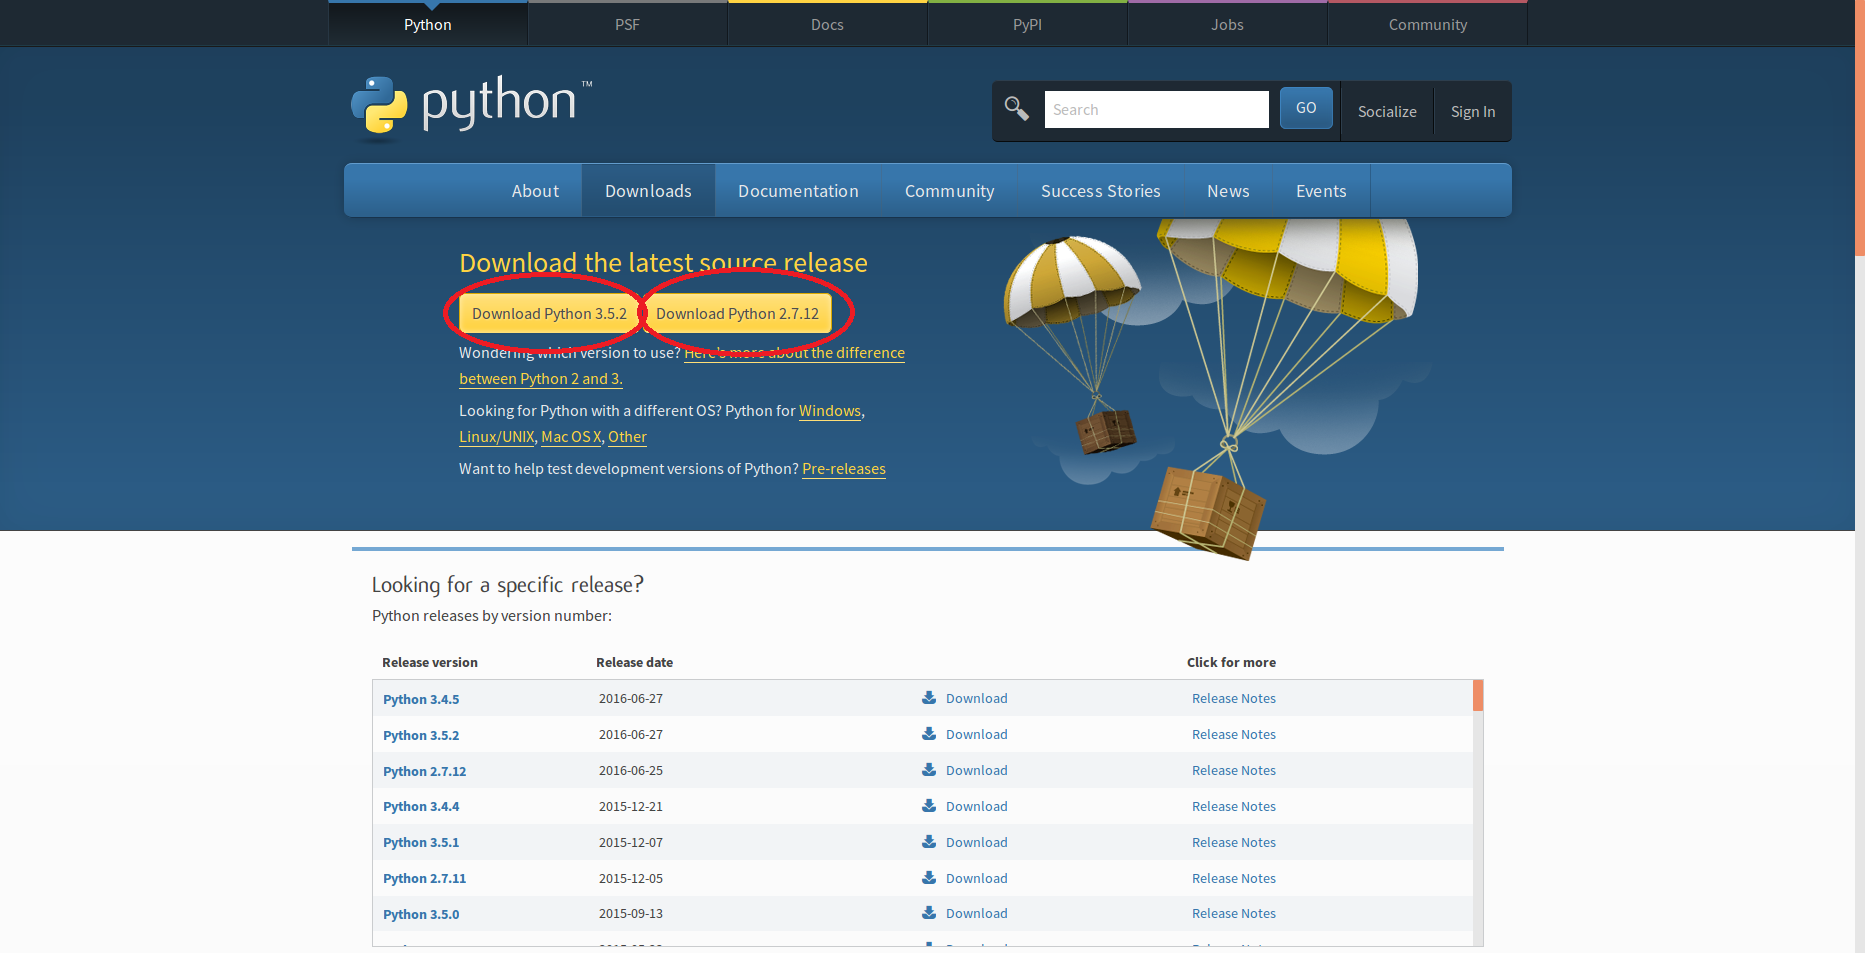 Python PSF Docs PyPI Jobs Community
python ™
Search GO Socialize Sign In
About Downloads Documentation Community Success Stories News Events
Download the latest source release
Download Python 3.5.2 Download Python 2.7.12
Wondering which version to use? Here's more about the difference
between Python 2 and 3.
Looking for Python with a different OS? Python for Windows,
Linux/UNIX, Mac OS X, Other
Want to help test development versions of Python? Pre-releases
Looking for a specific release?
Python releases by version number:
Release version Release date Click for more
Python 3.4.5 2016-06-27 Download Release Notes
Python 3.5.2 2016-06-27 Download Release Notes
Python 2.7.12 2016-06-25 Download Release Notes
Python 3.4.4 2015-12-21 Download Release Notes
Python 3.5.1 2015-12-07 Download Release Notes
Python 2.7.11 2015-12-05 Download Release Notes
Python 3.5.0 2015-09-13 Download Release Notes